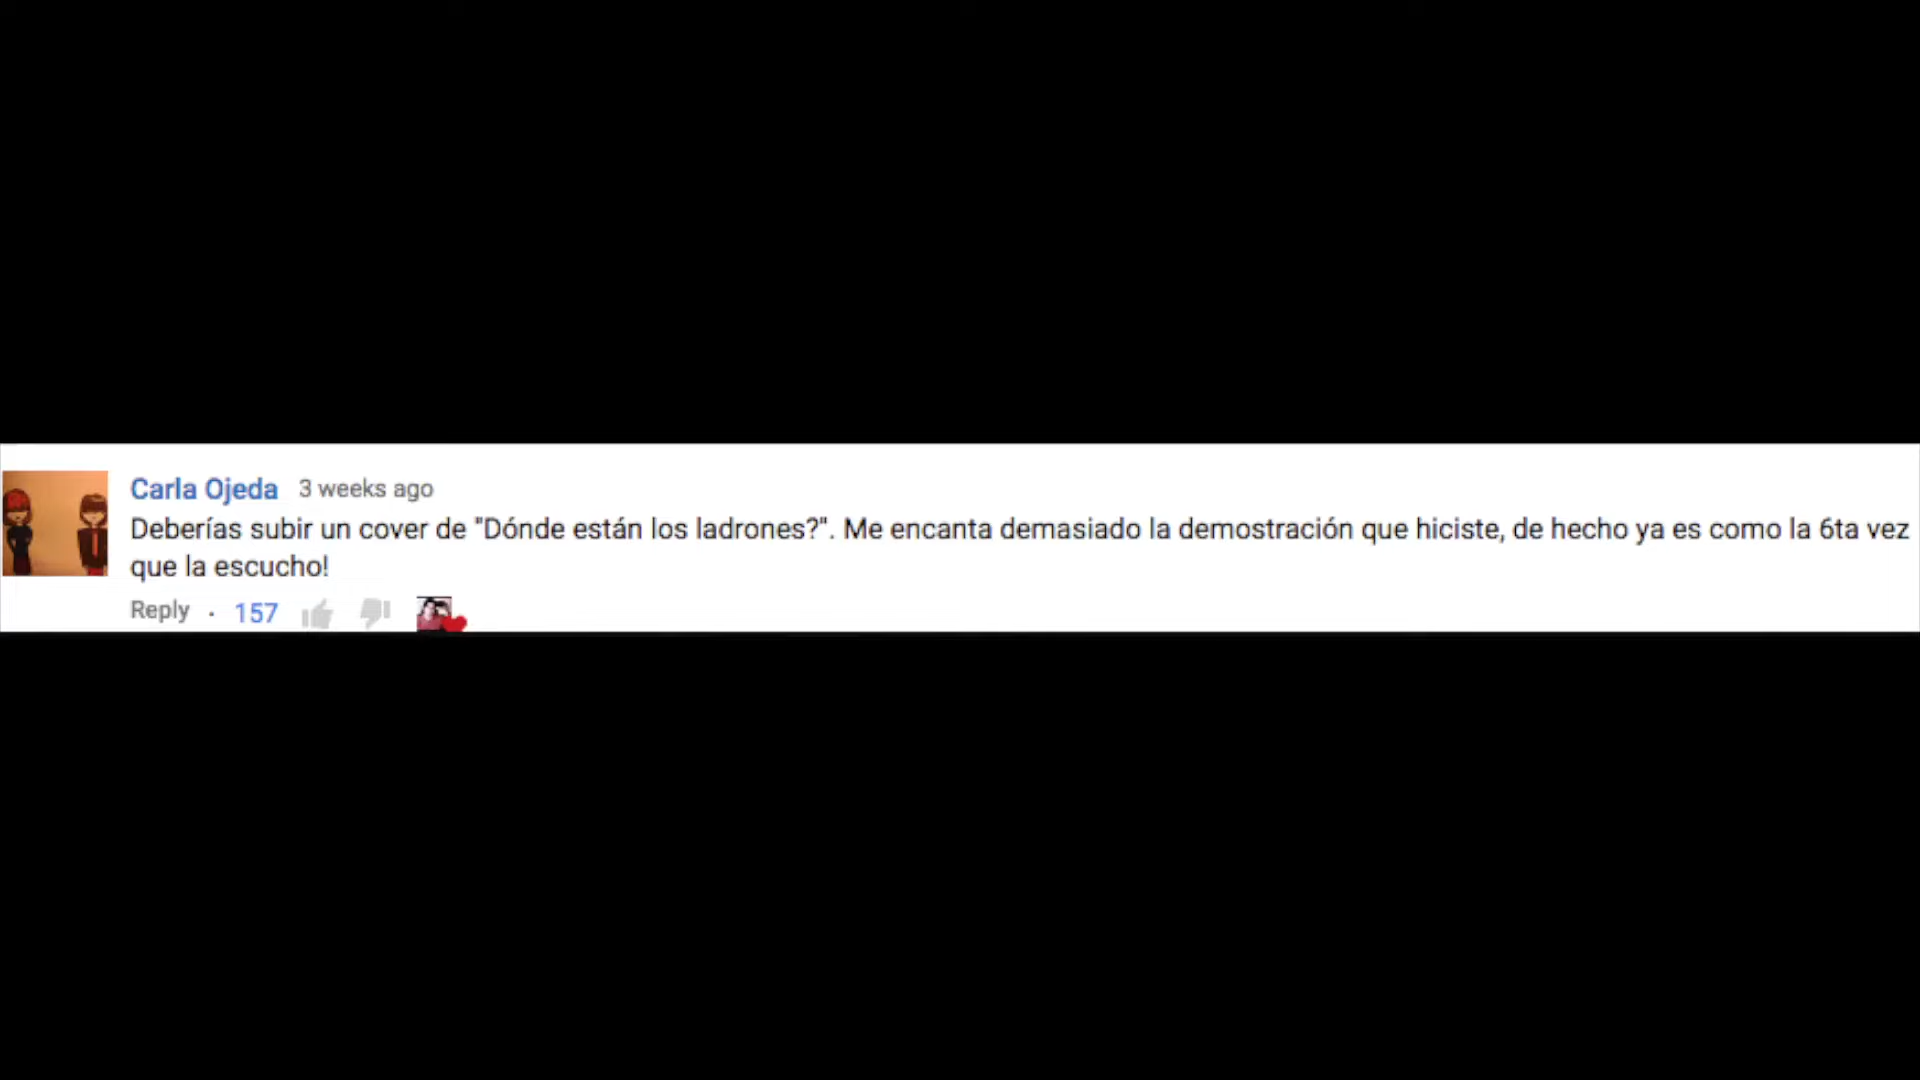 Carla Ojeda 3 weeks ago
Deberías subir un cover de "Dónde están los ladrones?". Me encanta demasiado la demostración que hiciste, de hecho ya es como la 6ta vez
que la escucho!
Reply · 157